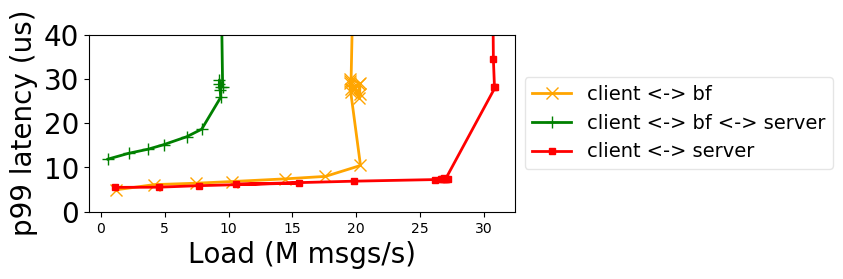 p99 latency (us)
40
30
20
10
0
0 5 10 15 20 25 30
Load (M msgs/s)
client <-> bf
client <-> bf <-> server
client <-> server